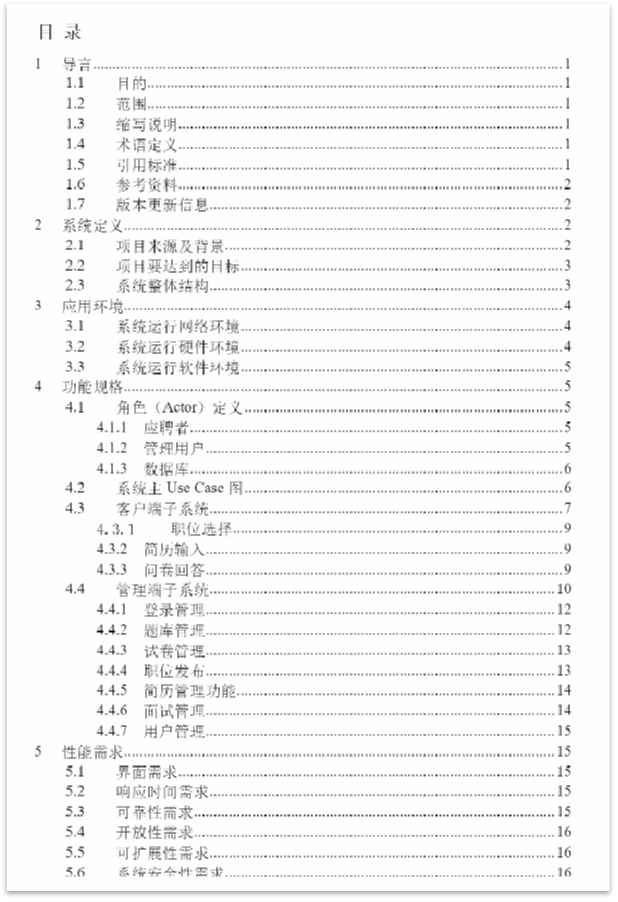 目 录
1 导言 1
1.1 目的 1
1.2 范围 1
1.3 缩写说明 1
1.4 术语定义 1
1.5 引用标准 1
1.6 参考资料 2
1.7 版本更新信息 2
2 系统定义 2
2.1 项目来源及背景 2
2.2 项目要达到的目标 3
2.3 系统整体结构 3
3 应用环境 4
3.1 系统运行网络环境 4
3.2 系统运行硬件环境 4
3.3 系统运行软件环境 5
4 功能规格 5
4.1 角色（Actor）定义 5
4.1.1 应聘者 5
4.1.2 管理用户 5
4.1.3 数据库 6
4.2 系统主 Use Case 图 6
4.3 客户端子系统 7
4.3.1 职位选择 9
4.3.2 简历输入 9
4.3.3 问卷回答 9
4.4 管理端子系统 10
4.4.1 登录管理 12
4.4.2 题库管理 12
4.4.3 试卷管理 13
4.4.4 职位发布 13
4.4.5 简历管理功能 14
4.4.6 面试管理 14
4.4.7 用户管理 15
5 性能需求 15
5.1 界面需求 15
5.2 响应时间需求 15
5.3 可靠性需求 15
5.4 开放性需求 16
5.5 可扩展性需求 16
5.6 系统安全性需求 16